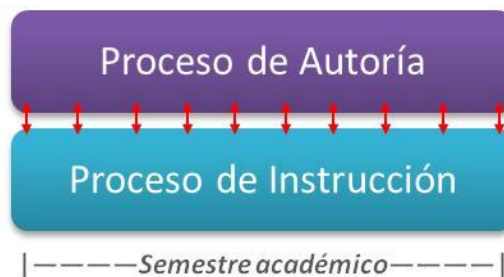 Proceso de Autoría
Proceso de Instrucción
|————Semestre académico————|